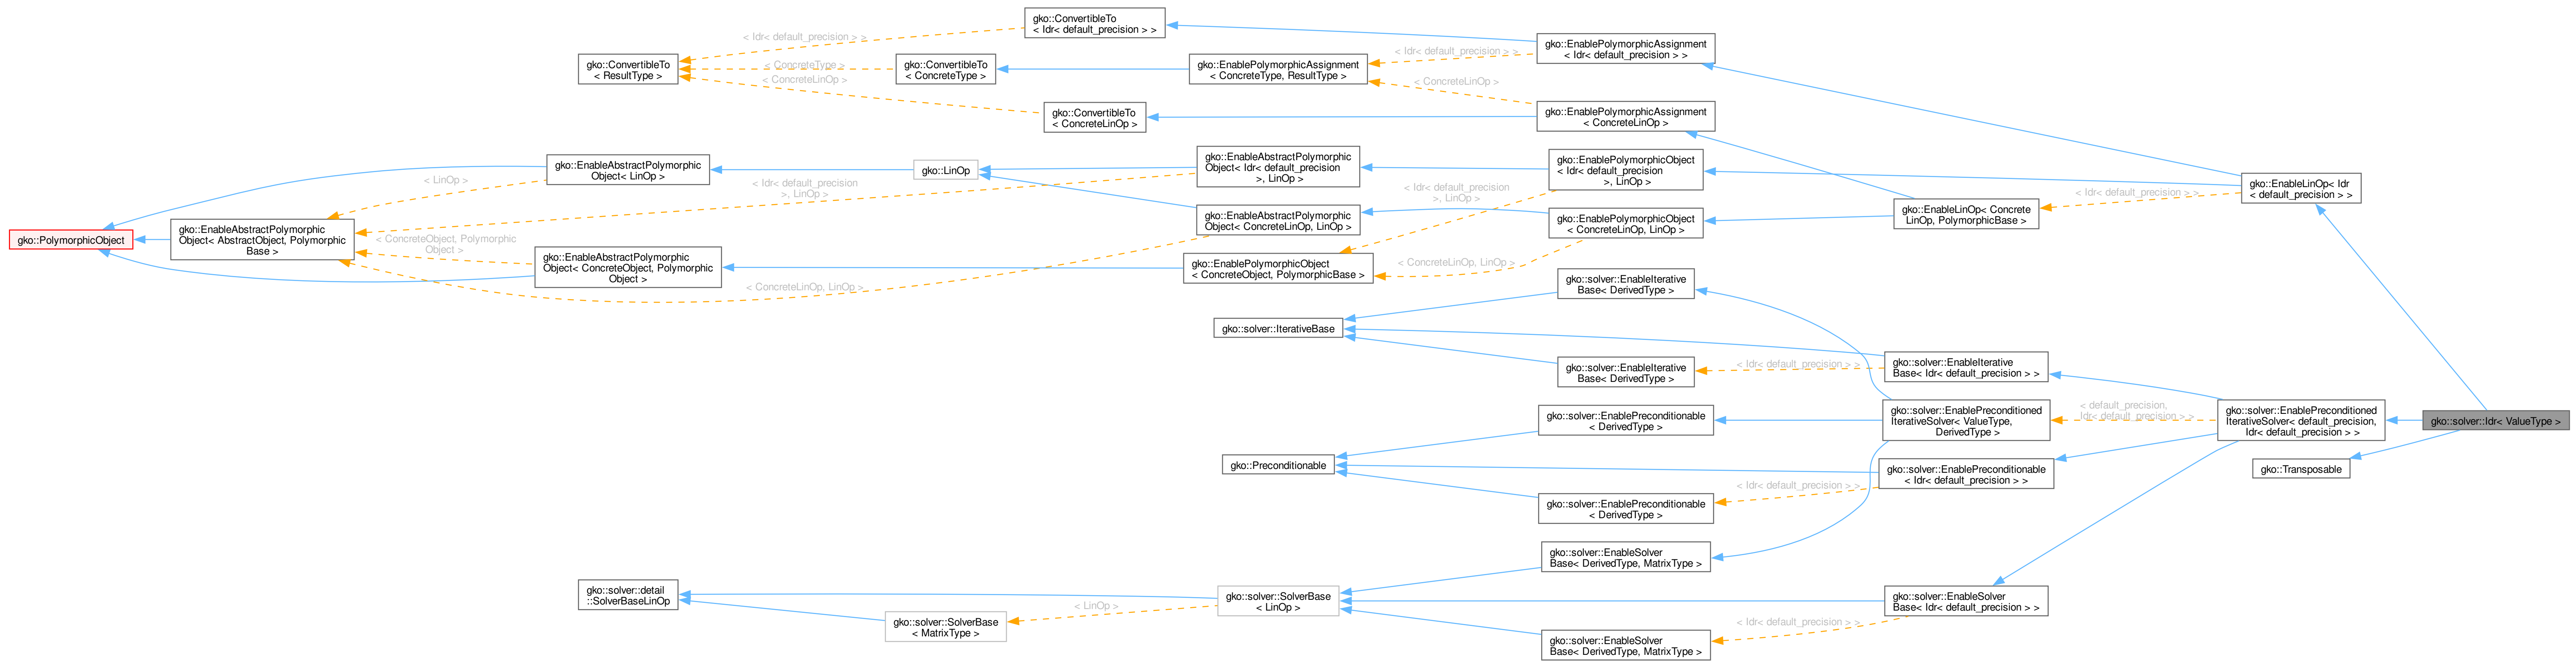 gko::ConvertibleTo
< Idr< default_precision > >
< Idr< default_precision > >
gko::ConvertibleTo
< ResultType >
< ConcreteType >
gko::ConvertibleTo
< ConcreteType >
< ConcreteLinOp >
gko::ConvertibleTo
< ConcreteLinOp >
gko::EnablePolymorphicAssignment
< ConcreteType, ResultType >
< Idr< default_precision > >
gko::EnablePolymorphicAssignment
< Idr< default_precision > >
< ConcreteLinOp >
gko::EnablePolymorphicAssignment
< ConcreteLinOp >
gko::PolymorphicObject
gko::EnableAbstractPolymorphic
Object< AbstractObject, Polymorphic
Base >
< LinOp >
gko::EnableAbstractPolymorphic
Object< LinOp >
< Idr< default_precision
>, LinOp >
< ConcreteObject, Polymorphic
Object >
gko::EnableAbstractPolymorphic
Object< ConcreteObject, Polymorphic
Object >
< ConcreteLinOp, LinOp >
gko::LinOp
gko::EnableAbstractPolymorphic
Object< Idr< default_precision
>, LinOp >
gko::EnableAbstractPolymorphic
Object< ConcreteLinOp, LinOp >
gko::EnablePolymorphicObject
< ConcreteObject, PolymorphicBase >
< Idr< default_precision
>, LinOp >
< ConcreteLinOp, LinOp >
gko::EnablePolymorphicObject
< Idr< default_precision
>, LinOp >
gko::EnablePolymorphicObject
< ConcreteLinOp, LinOp >
gko::EnableLinOp< Concrete
LinOp, PolymorphicBase >
< Idr< default_precision > >
gko::EnableLinOp< Idr
< default_precision > >
gko::solver::IterativeBase
gko::solver::EnableIterative
Base< DerivedType >
gko::solver::EnableIterative
Base< DerivedType >
< Idr< default_precision > >
gko::solver::EnableIterative
Base< Idr< default_precision > >
gko::Preconditionable
gko::solver::EnablePreconditionable
< DerivedType >
gko::solver::EnablePreconditionable
< DerivedType >
< Idr< default_precision > >
gko::solver::EnablePreconditioned
IterativeSolver< ValueType,
DerivedType >
gko::solver::EnablePreconditionable
< Idr< default_precision > >
< default_precision,
Idr< default_precision > >
gko::solver::EnablePreconditioned
IterativeSolver< default_precision,
Idr< default_precision > >
gko::solver::Idr< ValueType >
gko::Transposable
gko::solver::detail
::SolverBaseLinOp
gko::solver::SolverBase
< MatrixType >
< LinOp >
gko::solver::SolverBase
< LinOp >
gko::solver::EnableSolver
Base< DerivedType, MatrixType >
gko::solver::EnableSolver
Base< DerivedType, MatrixType >
< Idr< default_precision > >
gko::solver::EnableSolver
Base< Idr< default_precision > >